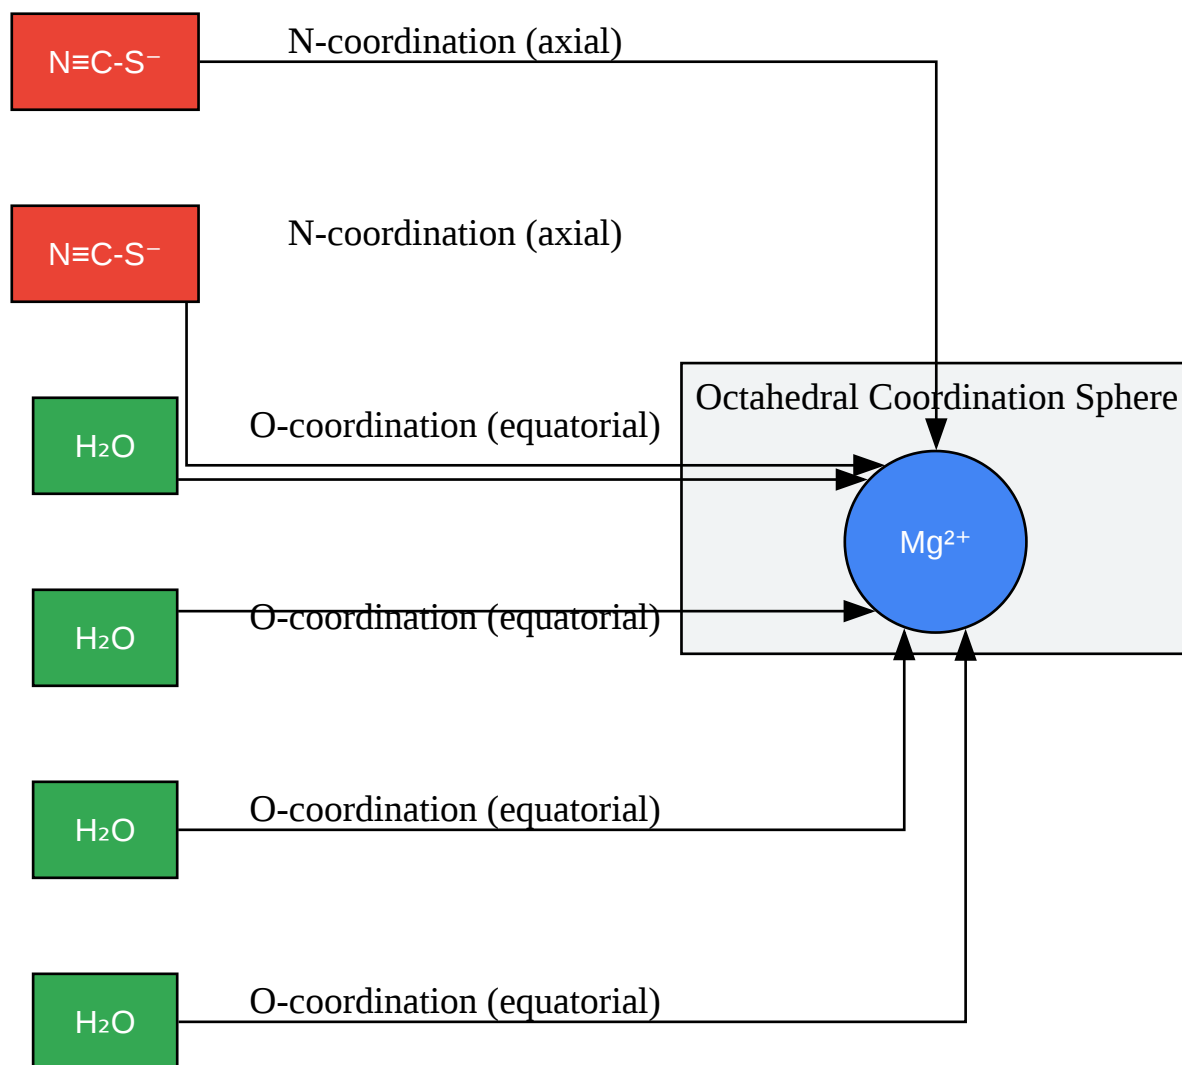 N≡C-S⁻
N-coordination (axial)
N≡C-S⁻
N-coordination (axial)
Octahedral Coordination Sphere
H₂O
O-coordination (equatorial)
Mg²⁺
H₂O
O-coordination (equatorial)
H₂O
O-coordination (equatorial)
H₂O
O-coordination (equatorial)